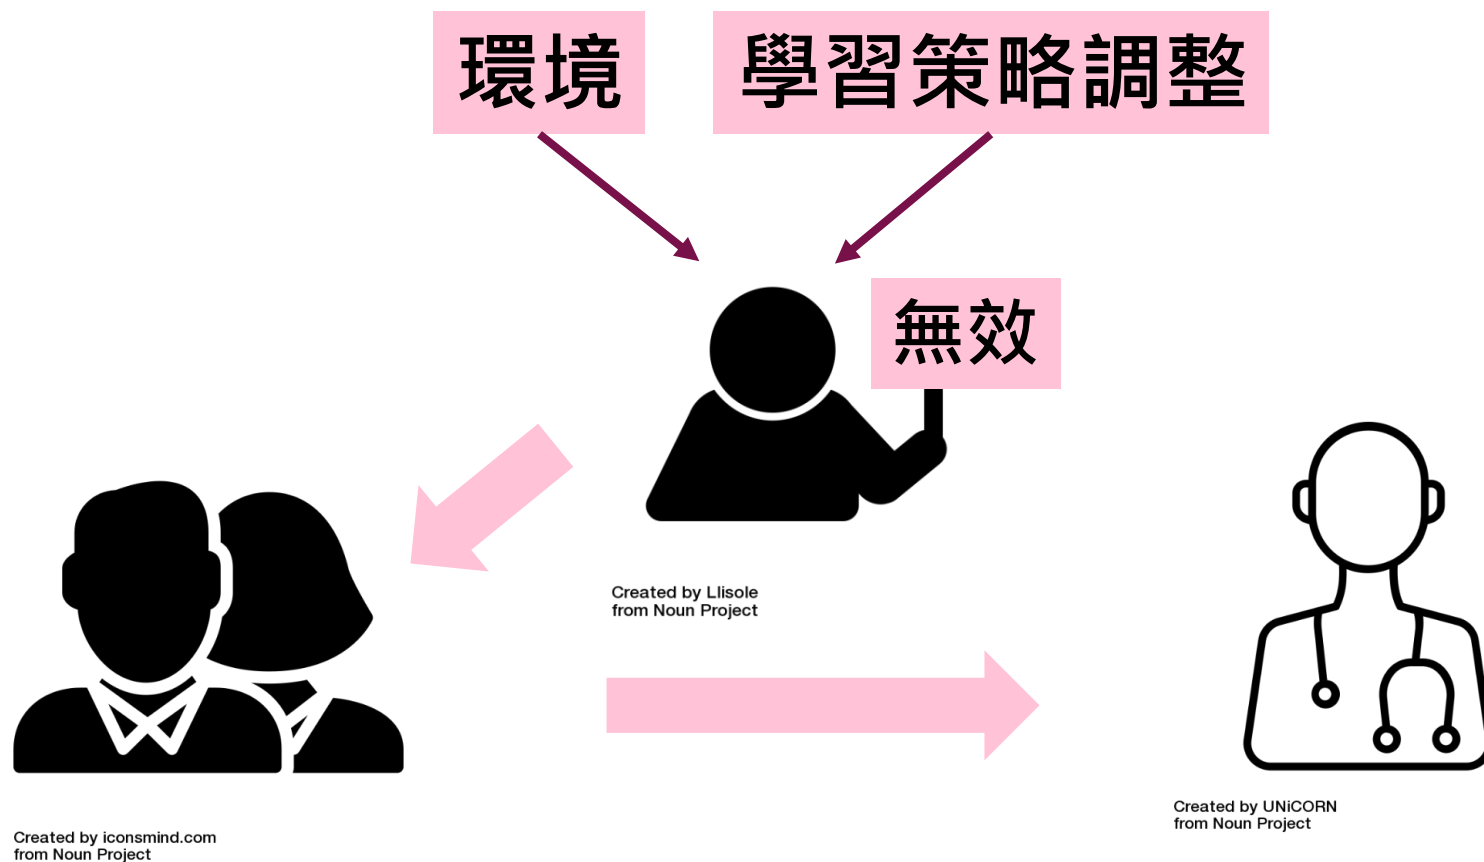 環境
學習策略調整
無效
Created by Llisole
from Noun Project
Created by UNiCORN
from Noun Project
Created by iconsmind.com
from Noun Project